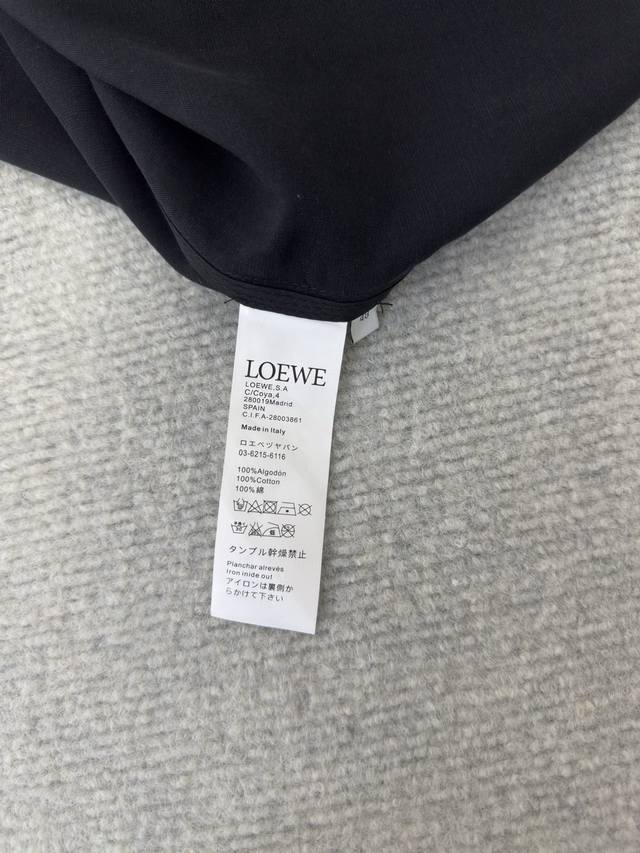 LOEWE
LOEWE,S.A
C/Coya,4
280019Madrid
SPAIN
C.I.F.A-28003861
Made in Italy
ロエベジャパン
03-6215-6116
100%Algodón
100%Cotton
100%綿
タンブル幹燥禁止
Planchar alrevés
Iron inide out
アイロンは裏側か
らかけて下さい